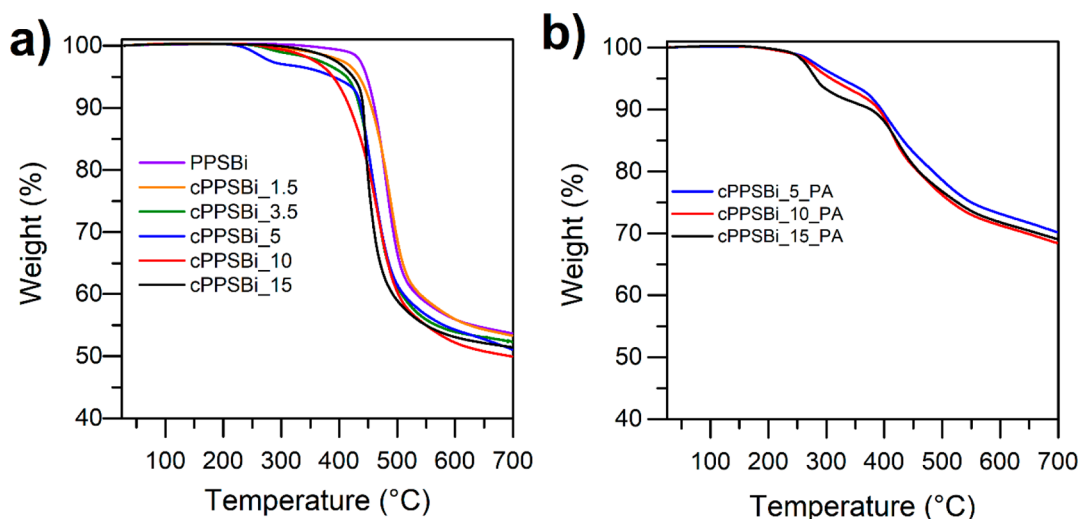 a)
100
90
80
70
60
50
40
Weight (%)
PPSBi
cPPSBi_1.5
cPPSBi_3.5
cPPSBi_5
cPPSBi_10
cPPSBi_15
100 200 300 400 500 600 700
Temperature (°C)
b)
100
90
80
70
60
50
40
Weight (%)
cPPSBi_5_PA
cPPSBi_10_PA
cPPSBi_15_PA
100 200 300 400 500 600 700
Temperature (°C)